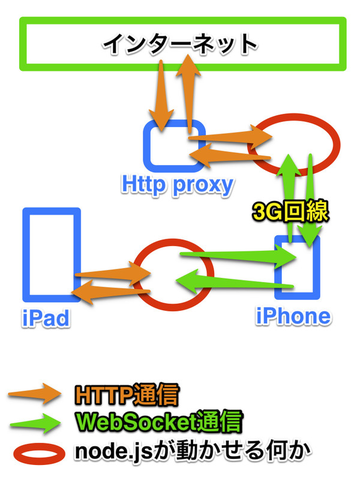 インターネット
Http proxy
3G回線
iPad
iPhone
HTTP通信
WebSocket通信
node.jsが動かせる何か